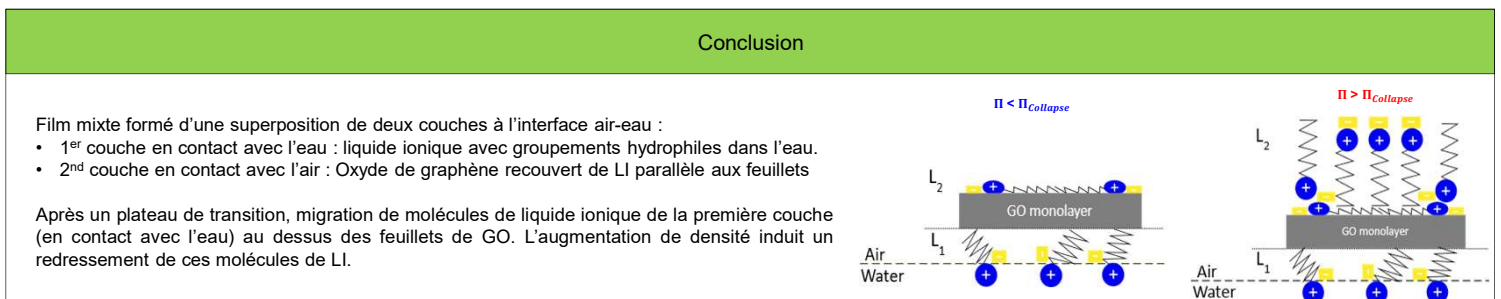 Conclusion
Film mixte formé d'une superposition de deux couches à l'interface air-eau :
• 1er couche en contact avec l'eau : liquide ionique avec groupements hydrophiles dans l'eau.
• 2nd couche en contact avec l'air : Oxyde de graphène recouvert de LI parallèle aux feuillets
Après un plateau de transition, migration de molécules de liquide ionique de la première couche
(en contact avec l'eau) au dessus des feuillets de GO. L'augmentation de densité induit un
redressement de ces molécules de LI.
Π < Π_Collapse
L2
+ +
GO monolayer
L1
Air
Water
+ + +
Π > Π_Collapse
L2
+ + +
+ +
+ +
GO monolayer
L1
Air
Water
+ + +